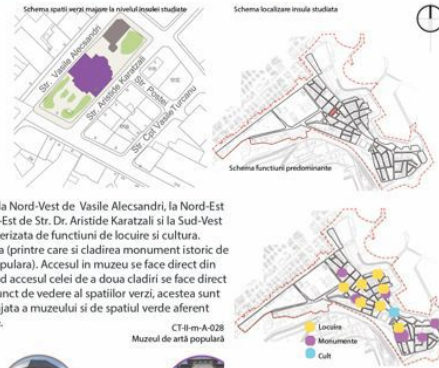 Schema spatii verzi majore la nivelul insulei studiate
Schema localizare insula studiata
Str. Vasile Alecsandri
Str. Aristide Karatzali
Str. Postei
Str. Cpt Vasile Turcanu
Schema functiuni predominante
la Nord-Vest de Vasile Alecsandri, la Nord-Est
-Est de Str. Dr. Aristide Karatzali si la Sud-Vest
erizata de functiuni de locuire si cultura.
a (printre care si cladirea monument istoric de
pulara). Accesul in muzeu se face direct din
d accesul celei de a doua cladiri se face direct
unct de vedere al spatiilor verzi, acestea sunt
ojata a muzeului si de spatiul verde aferent
CT-II-m-A-028
Muzeul de artă populară
Locuire
Monumente
Cult